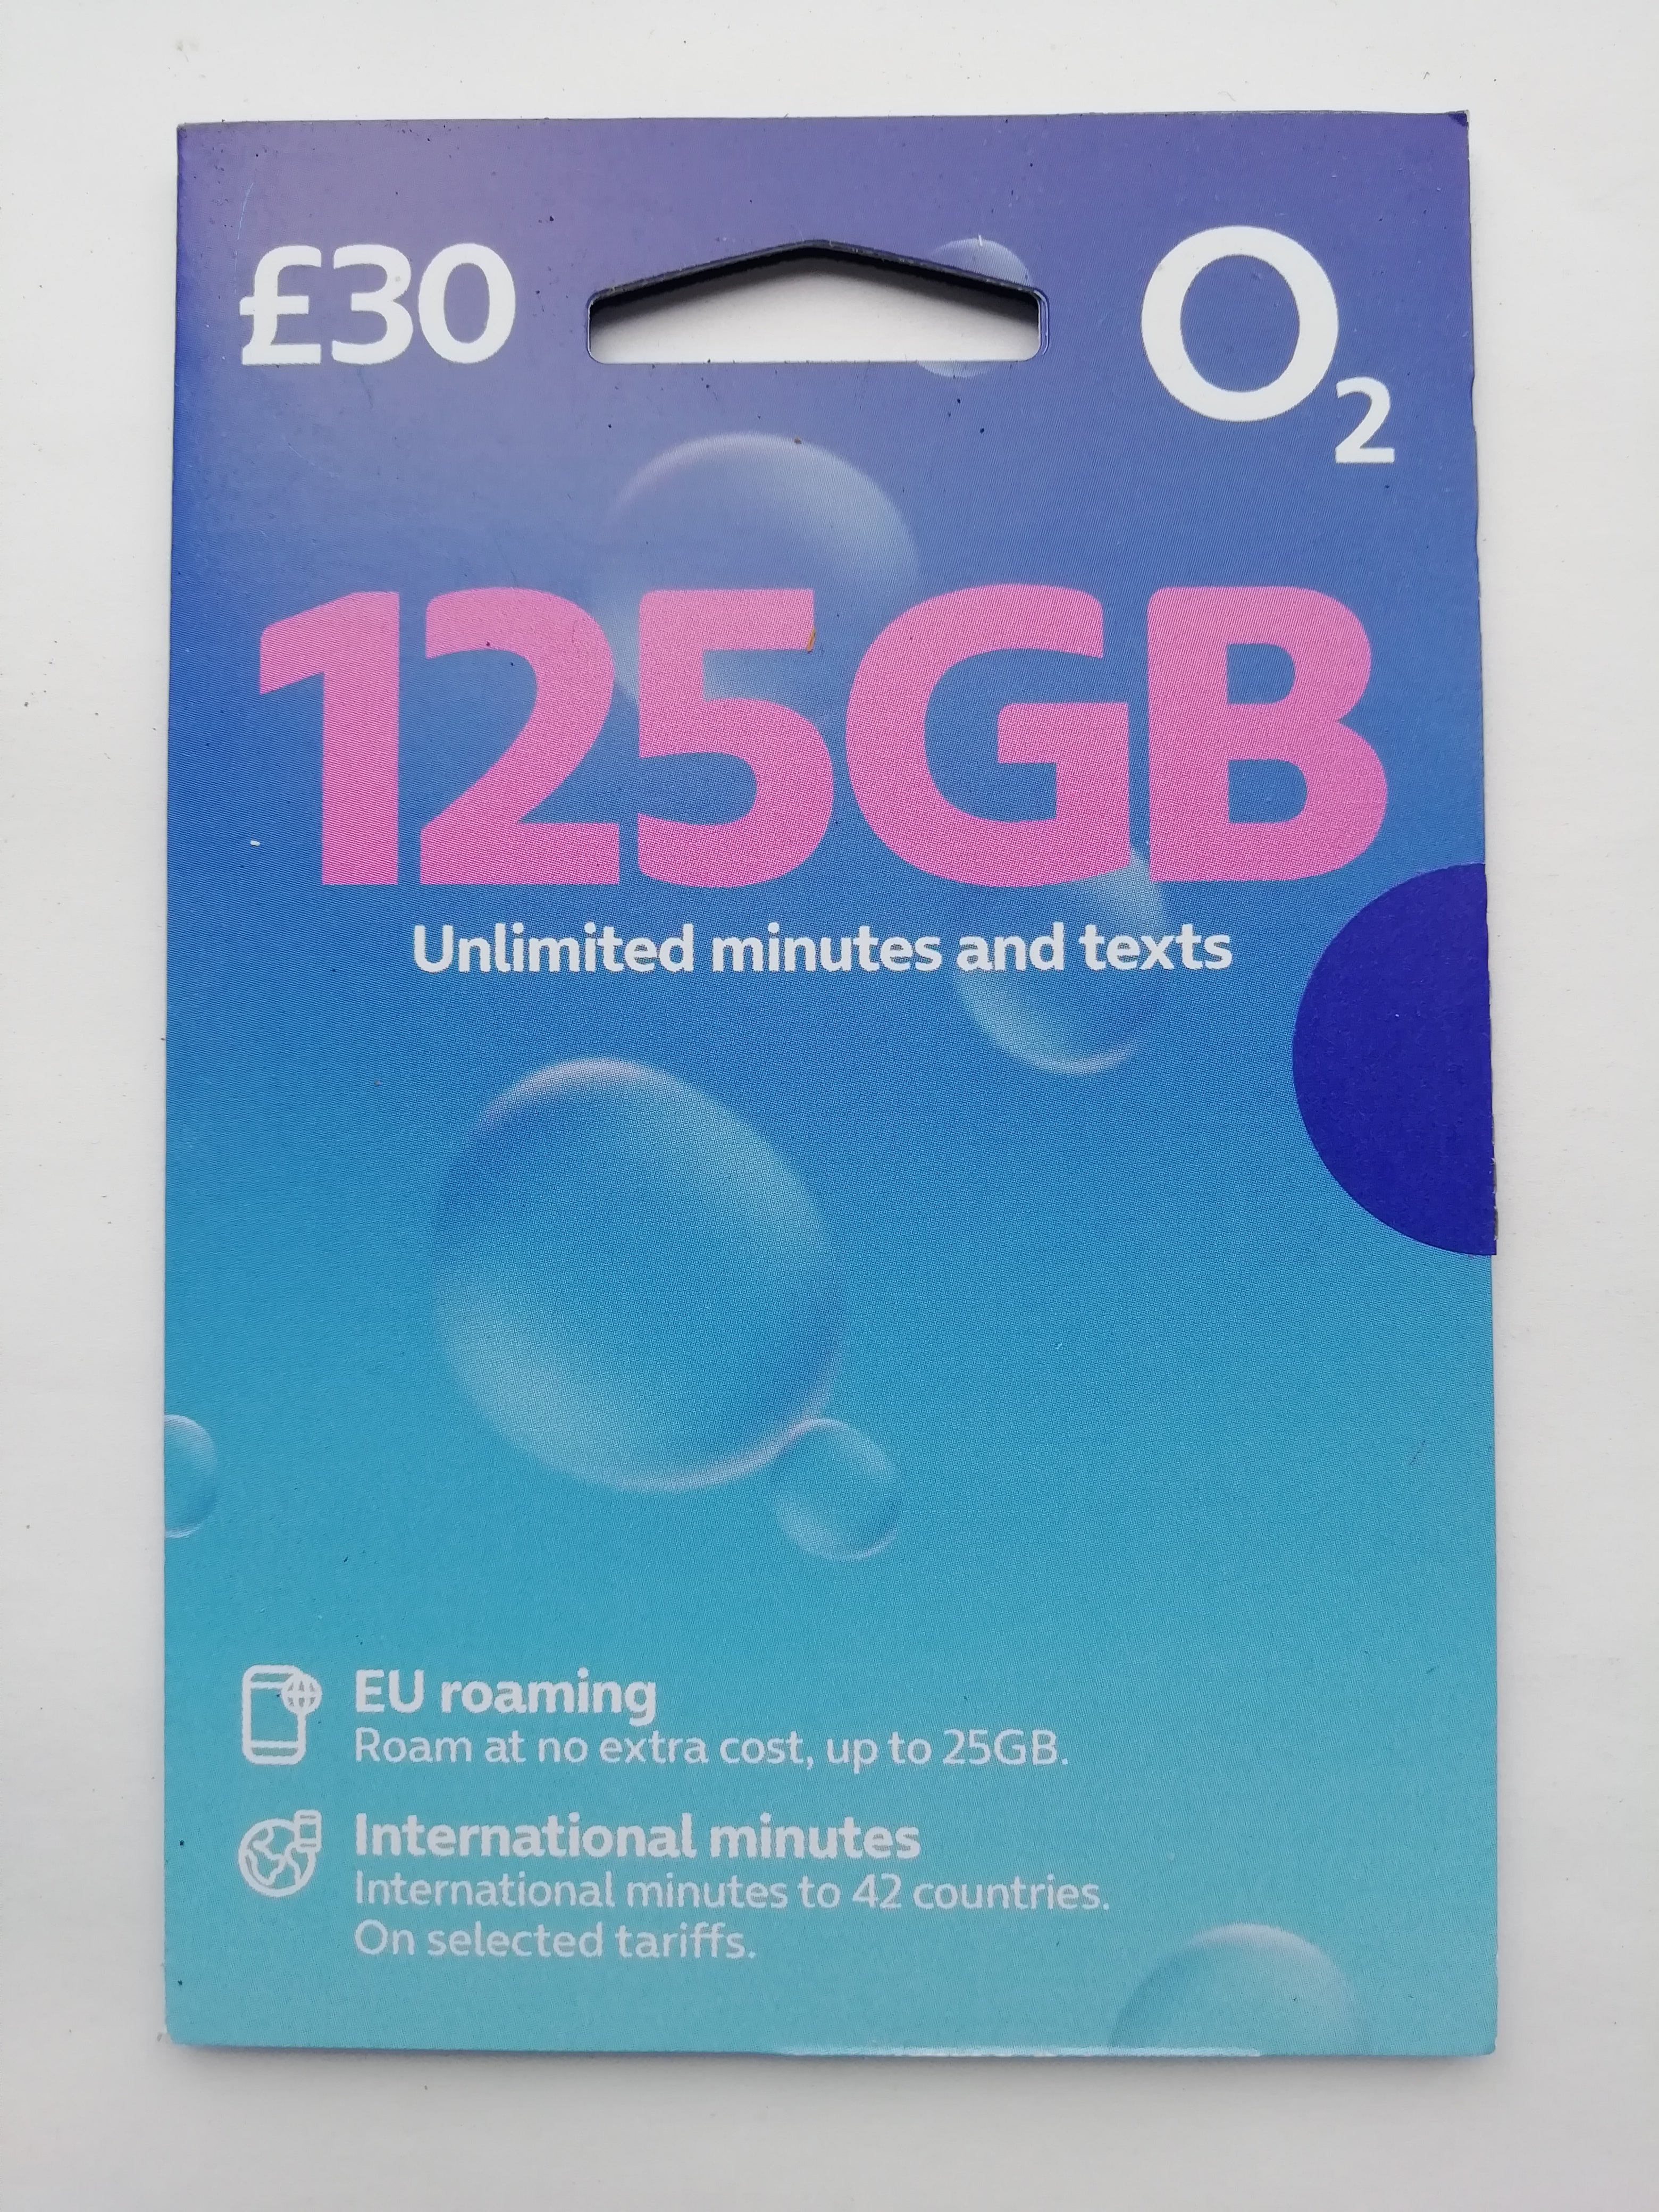 £30
O2
125GB
Unlimited minutes and texts
EU roaming
Roam at no extra cost, up to 25GB.
International minutes
International minutes to 42 countries.
On selected tariffs.